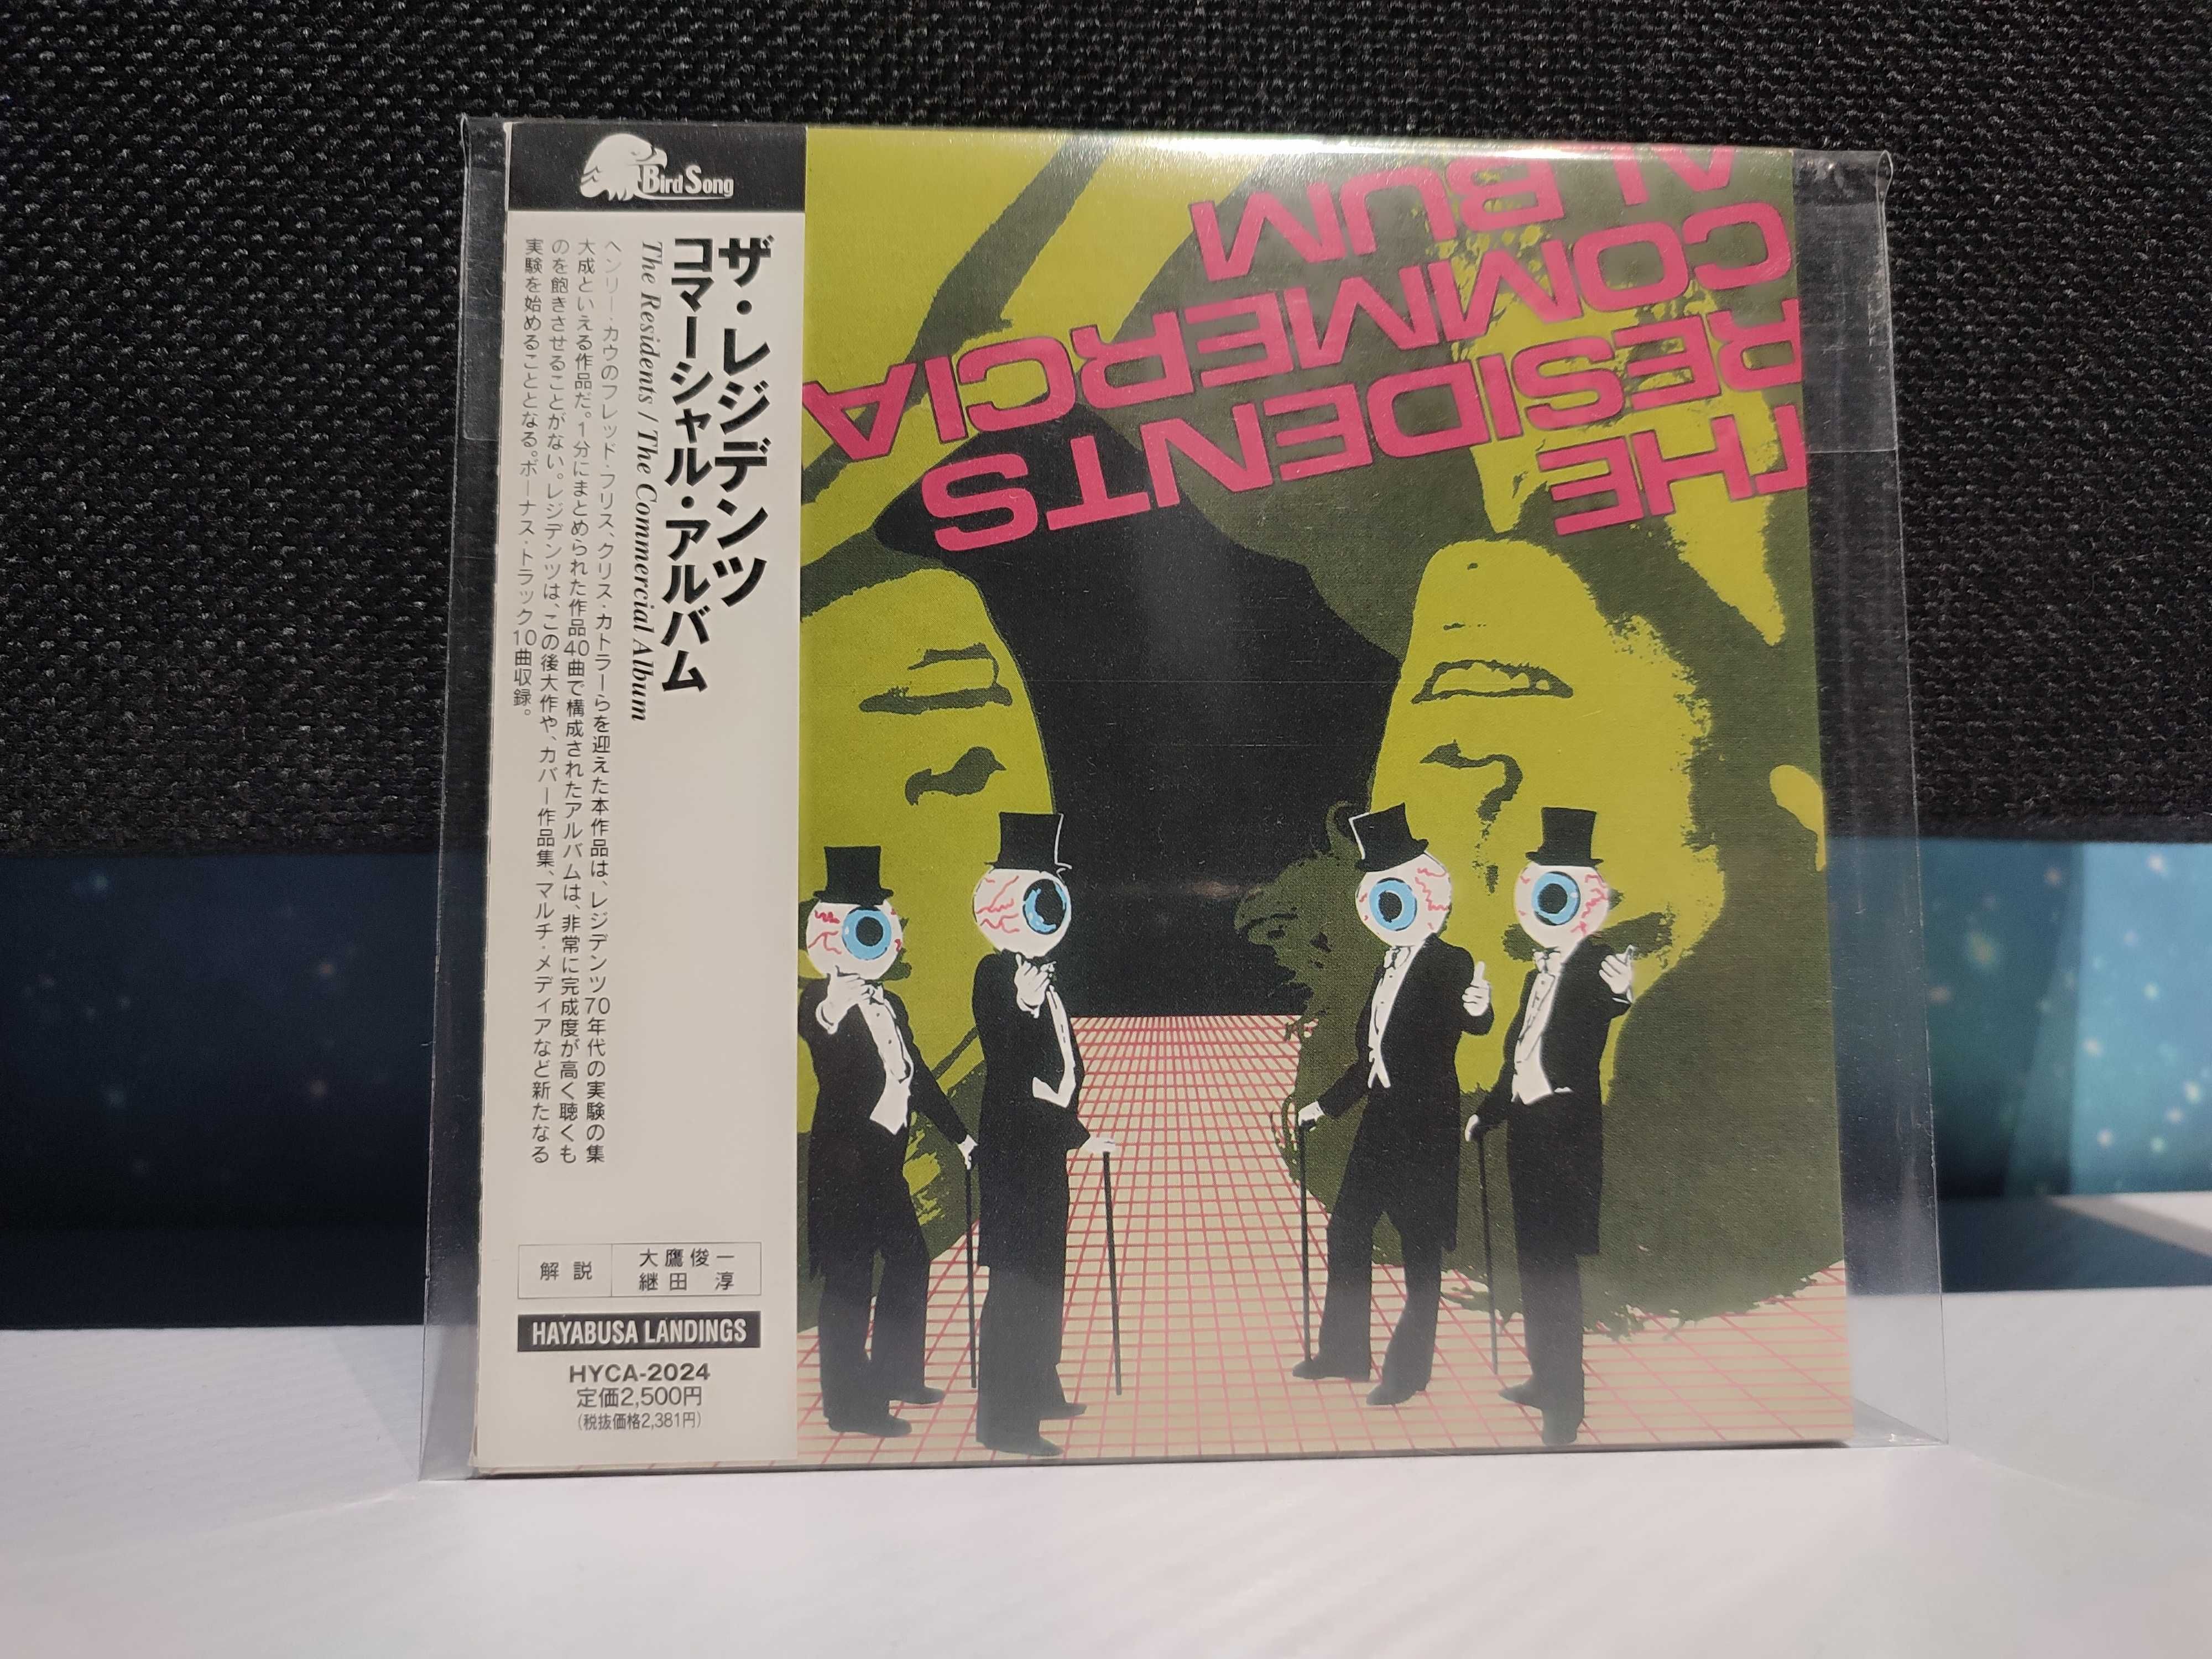 Bird Song
ザ・レジデンツ
コマーシャル・アルバム
The Residents / The Commercial Album
ヘンリー・カウのフレッド・フリス、クリス・カトラーらを迎えた本作品は、レジデンツ70年代の実験の集
大成といえる作品だ。1分にまとめられた作品40曲で構成されたアルバムは、非常に完成度が高く聴くも
のを飽きさせることがない。レジデンツは、この後大作や、カバー作品集、マルチ・メディアなど新たなる
実験を始めることとなる。ボーナス・トラック10曲収録。
解説
大鷹俊一
継田 淳
HAYABUSA LANDINGS
HYCA-2024
定価2,500円
(税抜価格2,381円)
THE
RESIDENTS
COMMERCIA
ALBUM